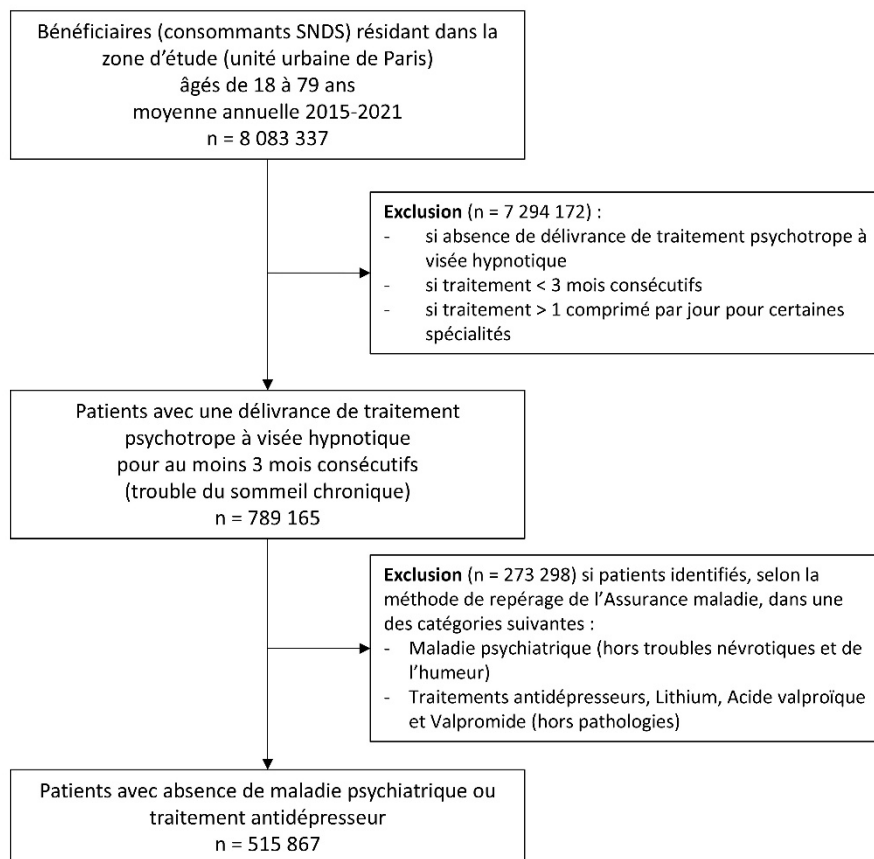 Bénéficiaires (consommants SNDS) résidant dans la
zone d'étude (unité urbaine de Paris)
âgés de 18 à 79 ans
moyenne annuelle 2015-2021
n = 8 083 337
Exclusion (n = 7 294 172) :
- si absence de délivrance de traitement psychotrope à
visée hypnotique
- si traitement < 3 mois consécutifs
- si traitement > 1 comprimé par jour pour certaines
spécialités
Patients avec une délivrance de traitement
psychotrope à visée hypnotique
pour au moins 3 mois consécutifs
(trouble du sommeil chronique)
n = 789 165
Exclusion (n = 273 298) si patients identifiés, selon la
méthode de repérage de l'Assurance maladie, dans une
des catégories suivantes :
- Maladie psychiatrique (hors troubles névrotiques et de
l'humeur)
- Traitements antidépresseurs, Lithium, Acide valproïque
et Valpromide (hors pathologies)
Patients avec absence de maladie psychiatrique ou
traitement antidépresseur
n = 515 867